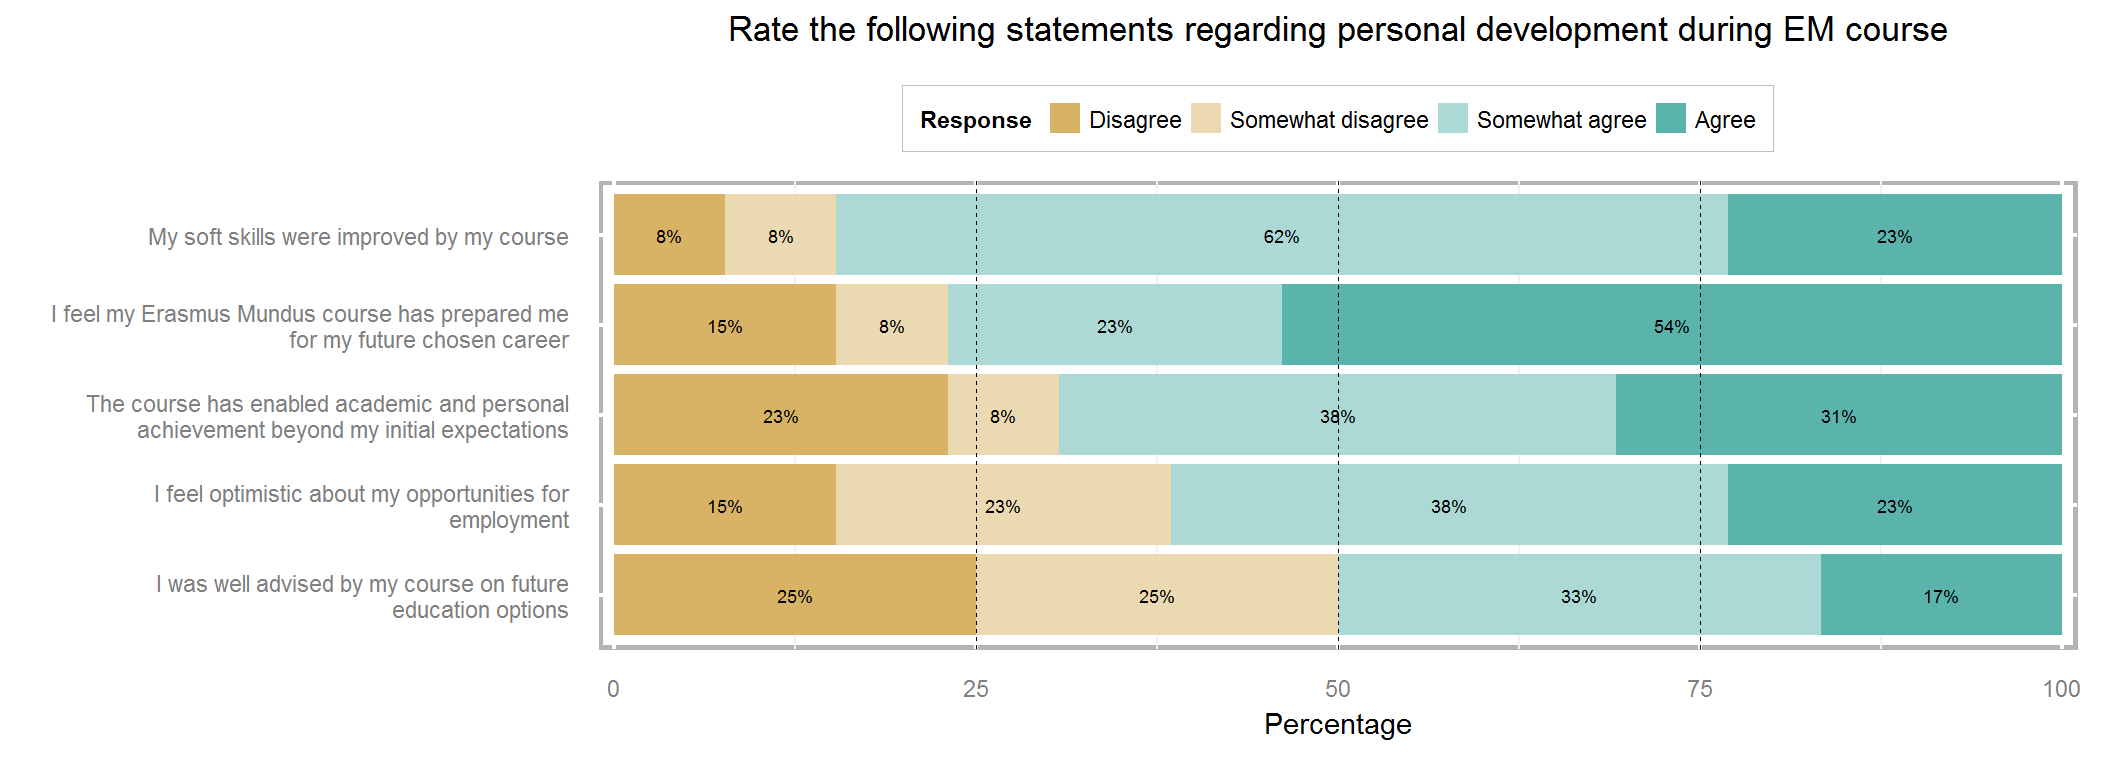 Rate the following statements regarding personal development during EM course
Response Disagree Somewhat disagree Somewhat agree Agree
My soft skills were improved by my course
8% 8% 62% 23%
I feel my Erasmus Mundus course has prepared me
for my future chosen career
15% 8% 23% 54%
The course has enabled academic and personal
achievement beyond my initial expectations
23% 8% 38% 31%
I feel optimistic about my opportunities for
employment
15% 23% 38% 23%
I was well advised by my course on future
education options
25% 25% 33% 17%
0 25 50 75 100
Percentage